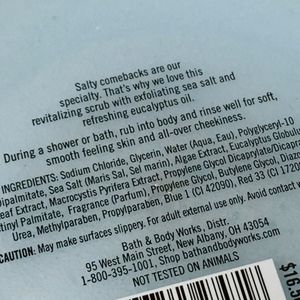 Salty comebacks are our
specialty. That's why we love this
revitalizing scrub with exfoliating sea salt and
refreshing eucalyptus oil.
During a shower or bath, rub into body and rinse well for soft,
smooth feeling skin and all-over cheekiness.
INGREDIENTS: Sodium Chloride, Glycerin, Water (Aqua, Eau), Polyglyceryl-10
Dipalmitate, Sea Salt (Maris Sal, Sel marin), Algae Extract, Eucalyptus Globulus
Leaf Extract, Macrocystis Pyrifera Extract, Propylene Glycol Dicaprylate/Dicaprate
Retinyl Palmitate, Fragrance (Parfum), Propylene Glycol, Butylene Glycol, Diazo
Urea, Methylparaben, Propylparaben, Blue 1 (CI 42090), Red 33 (CI 17200
CAUTION: May make surfaces slippery. For adult external use only. Avoid contact
Bath & Body Works, Distr.
95 West Main Street, New Albany, OH 43054
1-800-395-1001. Shop bathandbodyworks.com
NOT TESTED ON ANIMALS